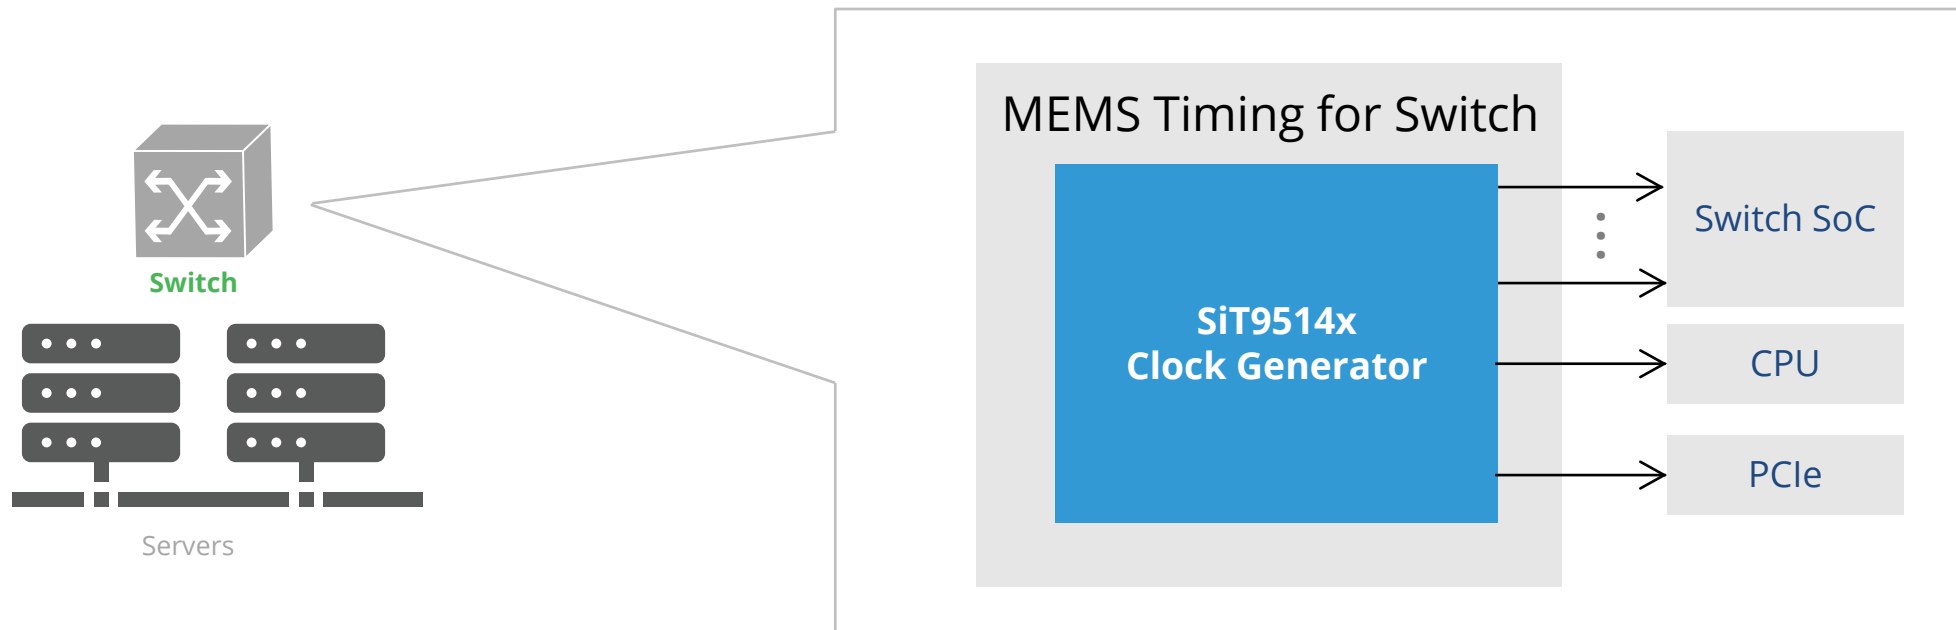 MEMS Timing for Switch
Switch SoC
Switch
SiT9514x
Clock Generator
CPU
PCIe
Servers